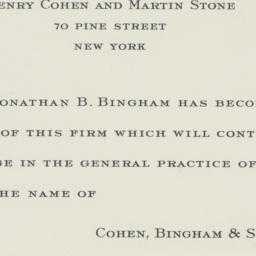 enry Cohen and Martin Stone
70 PINE STREET
NEW YORK
onathan B. Bingham has beco
of this firm which will cont
ge in the general practice of
he name of
Cohen, Bingham & S